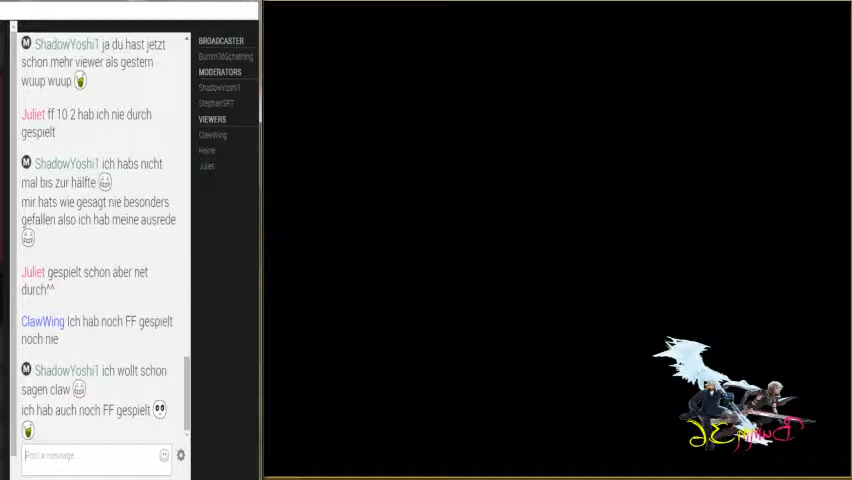 M ShadowYoshi1 ja du hast jetzt
schon mehr viewer als gestern
wuup wuup
Juliet ff 10 2 hab ich nie durch
gespielt
M ShadowYoshi1 ich habs nicht
mal bis zur hälfte
mir hats wie gesagt nie besonders
gefallen also ich hab meine ausrede
Juliet gespielt schon aber net
durch^^
ClawWing Ich hab noch FF gespielt
noch nie
M ShadowYoshi1 ich wollt schon
sagen claw
ich hab auch noch FF gespielt
Post a message
BROADCASTER
MODERATORS
ShadowYoshi1
StephanSR7
VIEWERS
ClawWing
Heine
Juliet